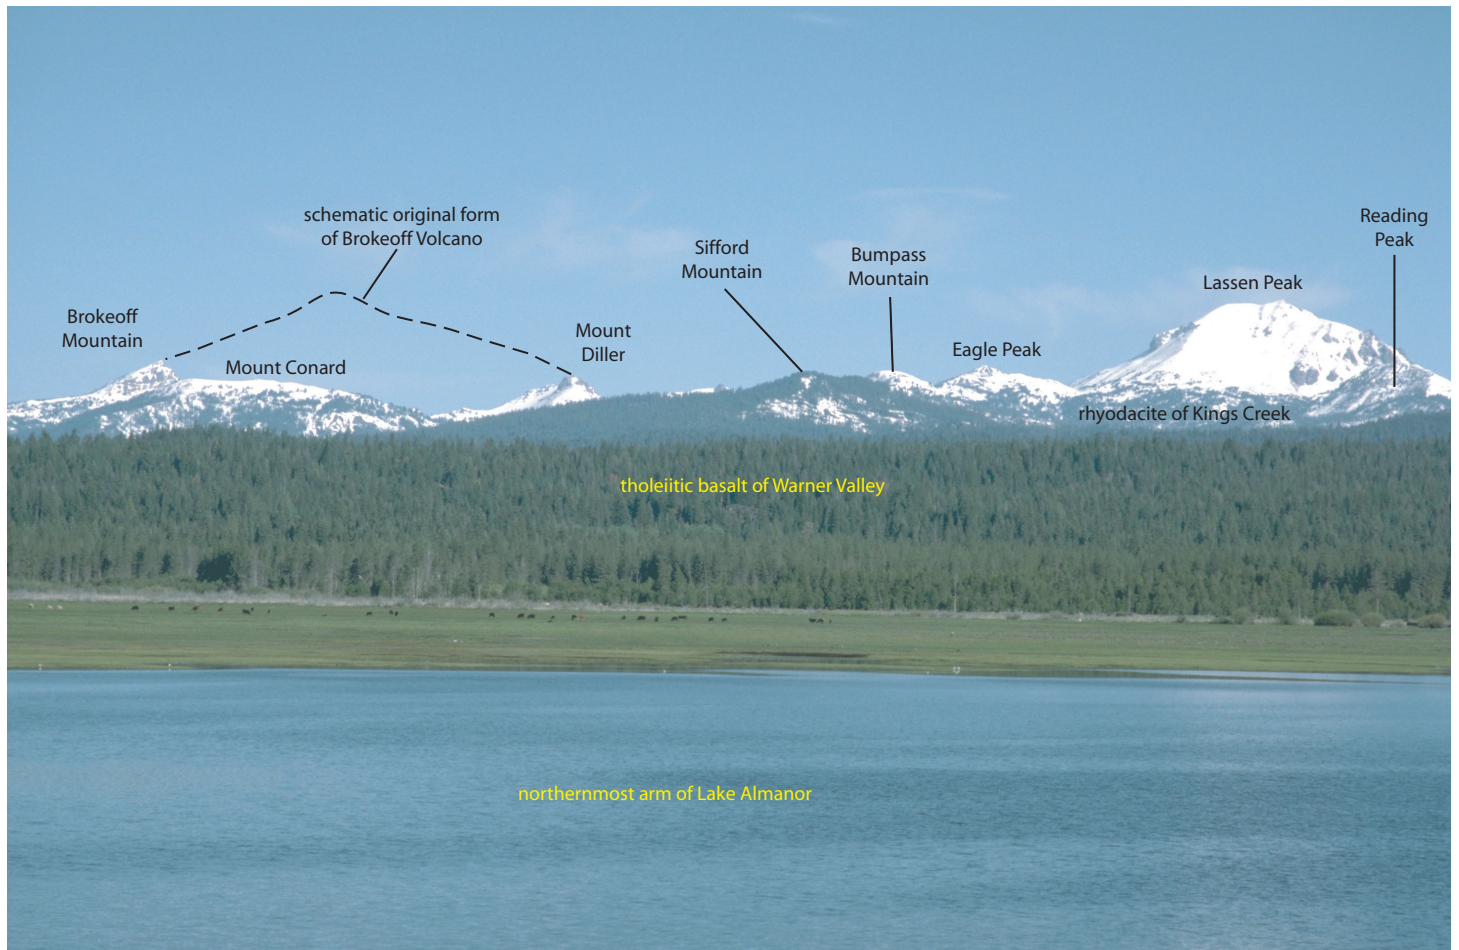 schematic original form
of Brokeoff Volcano
Brokeoff
Mountain
Mount Conard
Mount
Diller
Sifford
Mountain
Bumpass
Mountain
Eagle Peak
Lassen Peak
Reading
Peak
rhyodacite of Kings Creek
tholeiitic basalt of Warner Valley
northernmost arm of Lake Almanor